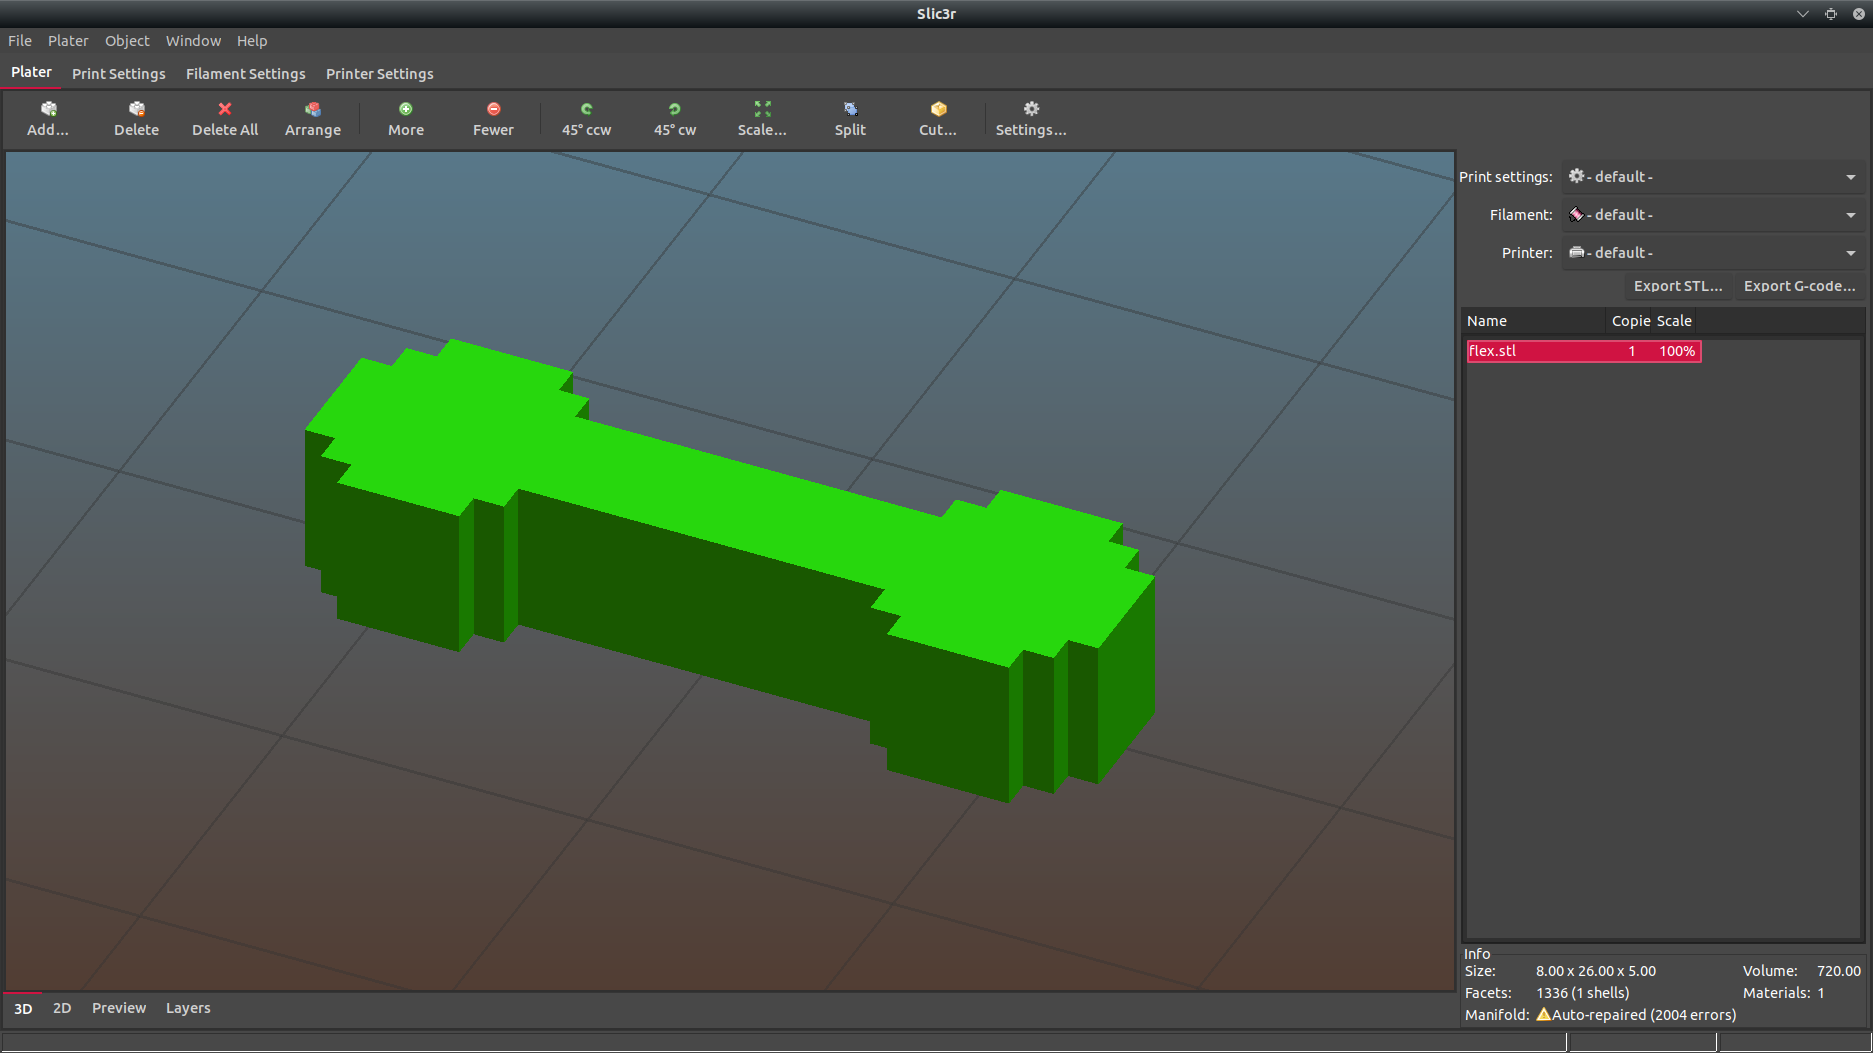 Slic3r
File Plater Object Window Help
Plater Print Settings Filament Settings Printer Settings
Add... Delete Delete All Arrange More Fewer 45° ccw 45° cw Scale... Split Cut... Settings...
Print settings: - default -
Filament: - default -
Printer: - default -
Export STL... Export G-code...
Name Copie Scale
flex.stl 1 100%
Info
Size: 8.00 x 26.00 x 5.00 Volume: 720.00
Facets: 1336 (1 shells) Materials: 1
Manifold: Auto-repaired (2004 errors)
3D 2D Preview Layers